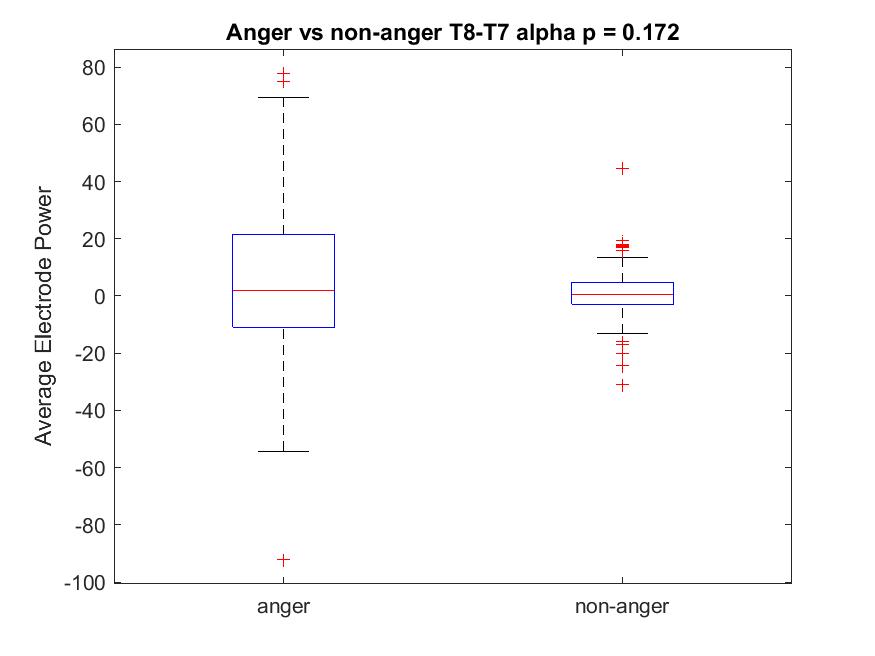 Anger vs non-anger T8-T7 alpha p = 0.172
80
60
40
20
0
-20
-40
-60
-80
-100
Average Electrode Power
anger
non-anger